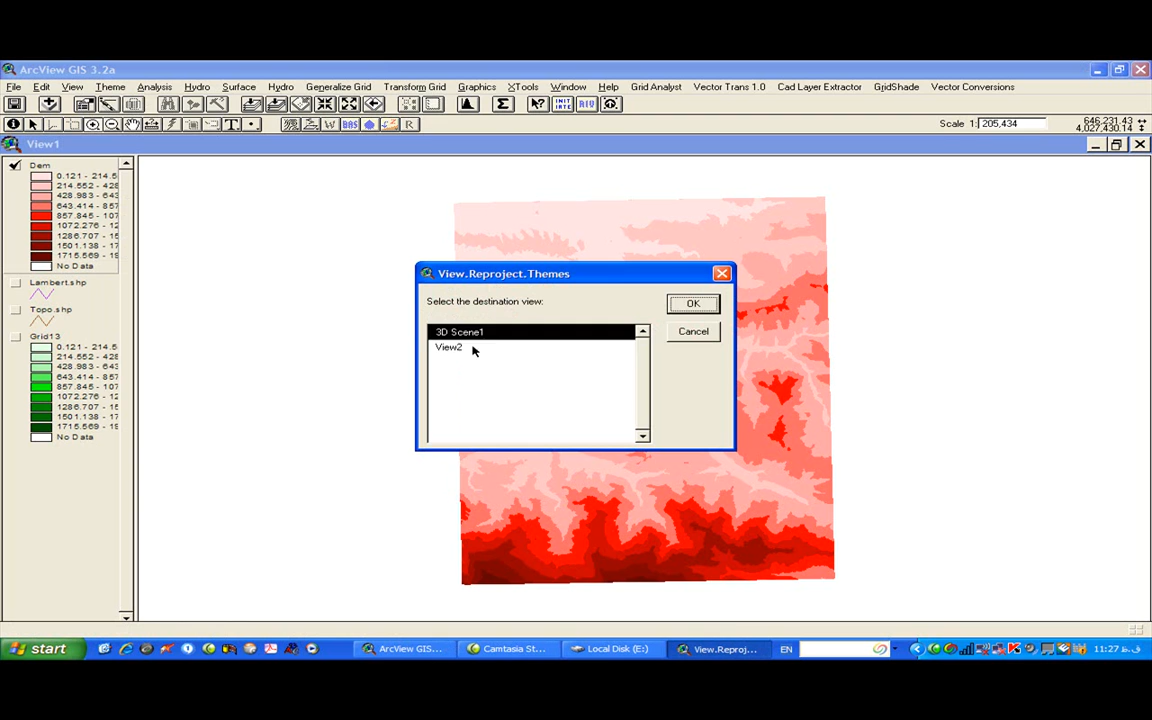 ArcView GIS 3.2a
File Edit View Theme Analysis Hydro Surface Hydro Generalize Grid Transform Grid Graphics XTools Window Help Grid Analyst Vector Trans 1.0 Cad Layer Extractor GridShade Vector Conversions
Scale 1: 205,434
646,231.43
4,027,430.14
View1
Dem
0.121 - 214.5
214.552 - 428
428.983 - 643
643.414 - 857
857.845 - 107
1072.276 - 12
1286.707 - 15
1501.138 - 17
1715.569 - 19
No Data
Lambert.shp
Topo.shp
Grid13
0.121 - 214.5
214.552 - 428
428.983 - 643
643.414 - 857
857.845 - 107
1072.276 - 12
1286.707 - 15
1501.138 - 17
1715.569 - 19
No Data
View.Reproject.Themes
Select the destination view:
3D Scene1
View2
OK
Cancel
start
ArcView GIS...
Camtasia St...
Local Disk (E:)
View.Reproj...
EN
11:27 ق.ظ